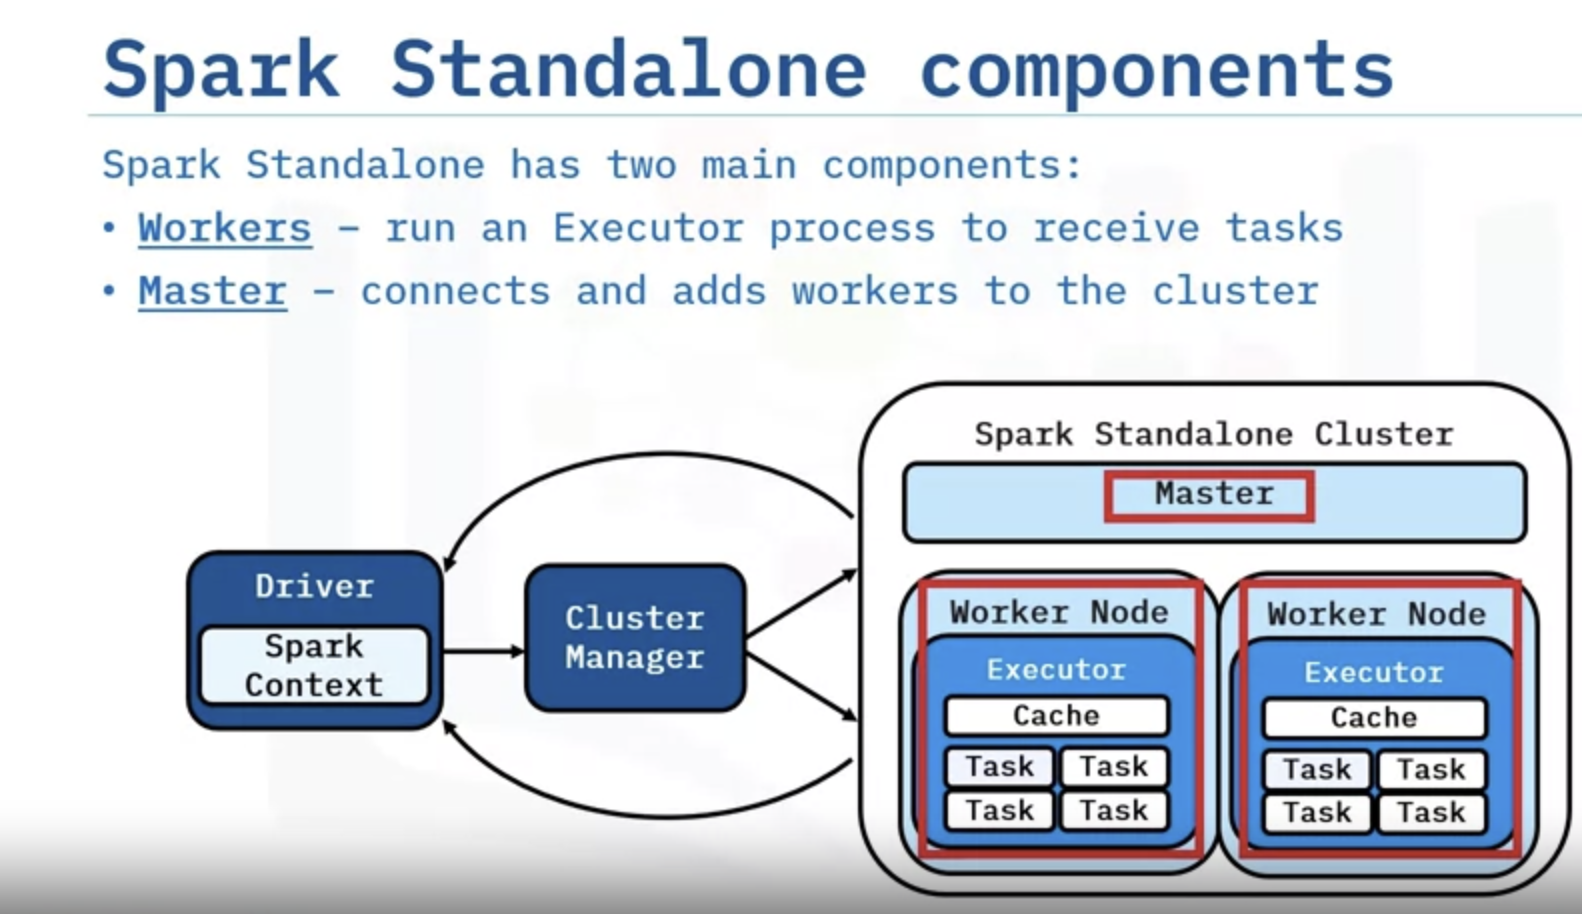 Spark Standalone components
Spark Standalone has two main components:
• Workers – run an Executor process to receive tasks
• Master – connects and adds workers to the cluster
Spark Standalone Cluster
Master
Driver
Spark
Context
Cluster
Manager
Worker Node
Executor
Cache
Task Task
Task Task
Worker Node
Executor
Cache
Task Task
Task Task